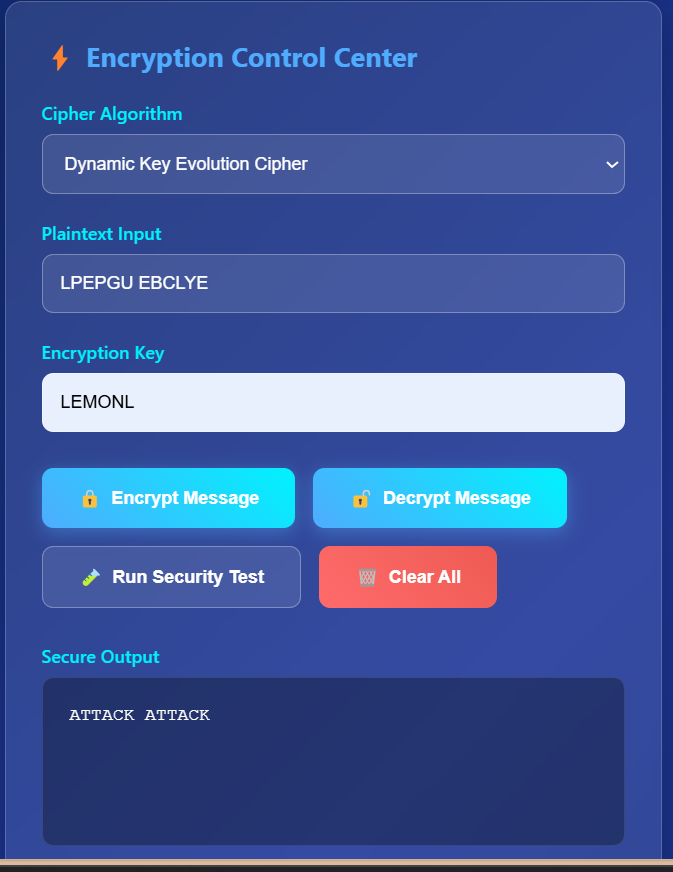 Encryption Control Center
Cipher Algorithm
Dynamic Key Evolution Cipher
Plaintext Input
LPEPGU EBCLYE
Encryption Key
LEMONL
Encrypt Message
Decrypt Message
Run Security Test
Clear All
Secure Output
ATTACK ATTACK